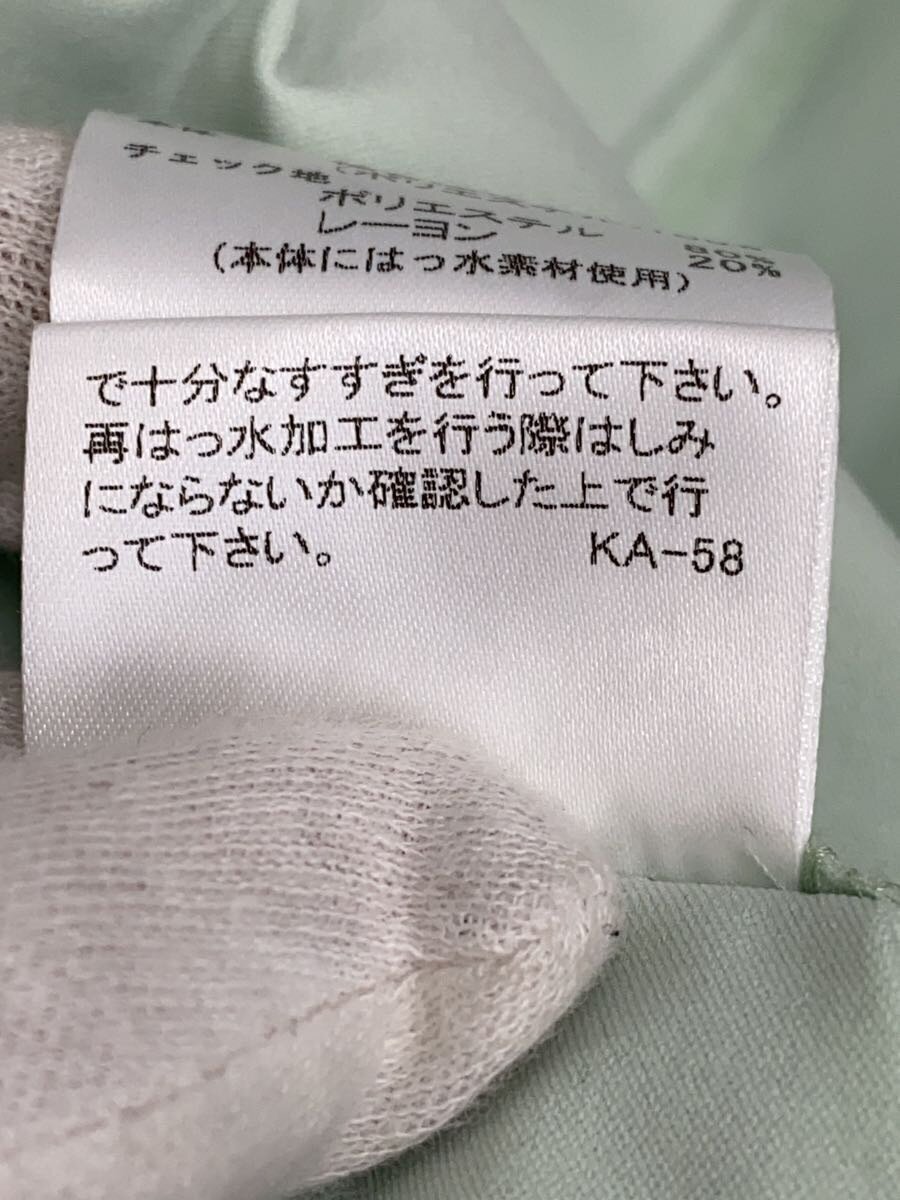 チェック地
ポリエステル 80%
レーヨン 20%
(本体にはっ水素材使用)
で十分なすすぎを行って下さい。
再はっ水加工を行う際はしみ
にならないか確認した上で行
って下さい。 KA-58